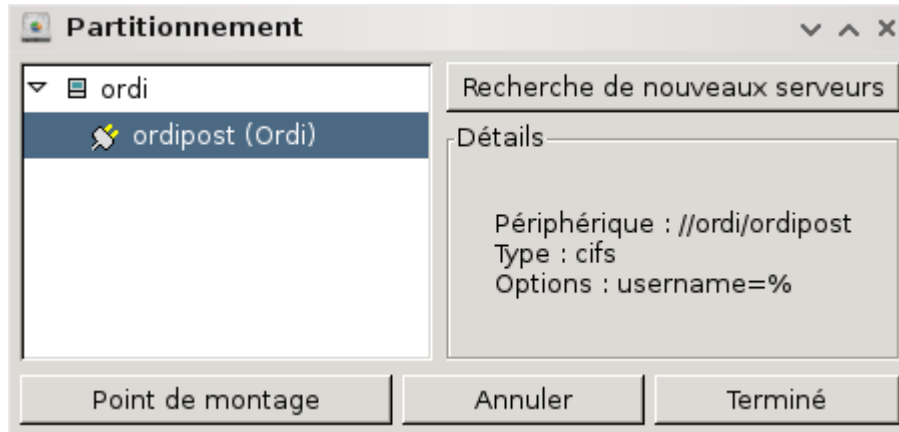 Partitionnement
ordi
ordipost (Ordi)
Recherche de nouveaux serveurs
Détails
Périphérique : //ordi/ordipost
Type : cifs
Options : username=%
Point de montage
Annuler
Terminé